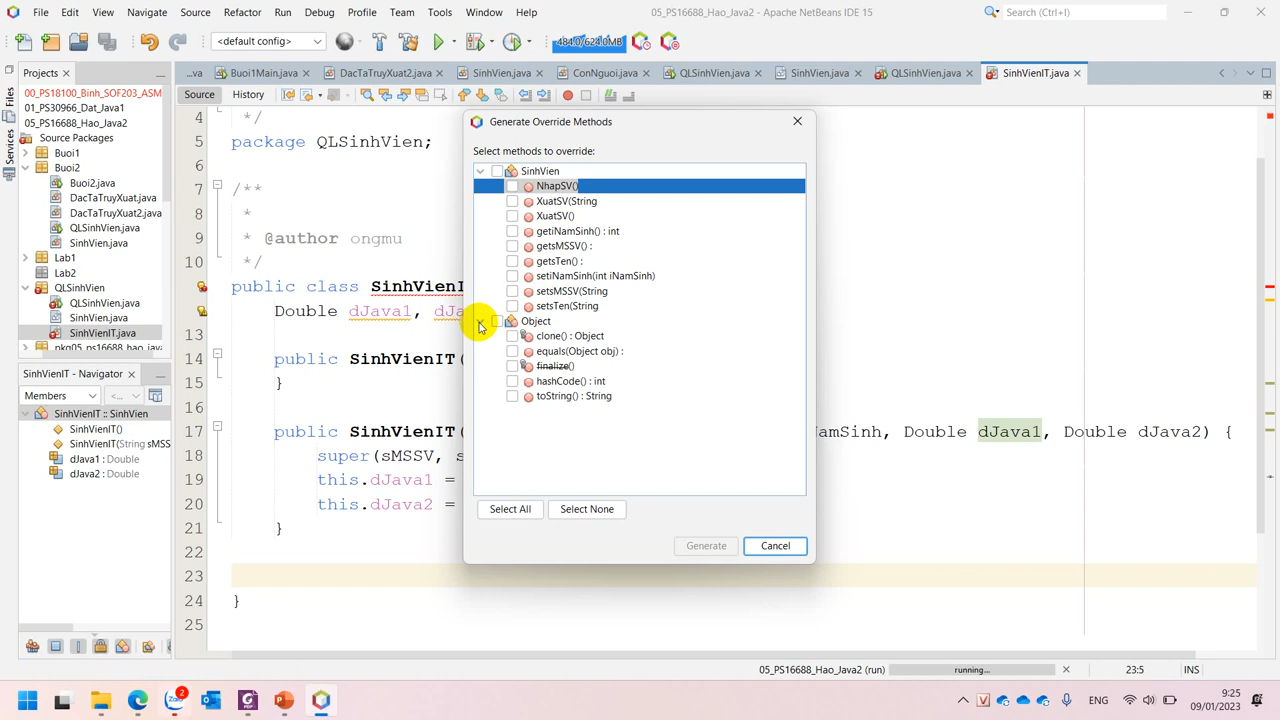 File Edit View Navigate Source Refactor Run Debug Profile Team Tools Window Help
05_PS16688_Hao_Java2 - Apache NetBeans IDE 15
Search (Ctrl+I)
<default config>
484.0/624.0MB
Projects
...va
Buoi1Main.java
DacTaTruyXuat2.java
SinhVien.java
ConNguoi.java
QLSinhVien.java
SinhVien.java
QLSinhVien.java
SinhVienIT.java
Files
Services
00_PS18100_Binh_SOF203_ASM
01_PS30966_Dat_Java1
05_PS16688_Hao_Java2
Source Packages
Buoi1
Buoi2
Buoi2.java
DacTaTruyXuat.java
DacTaTruyXuat2.java
QLSinhVien.java
SinhVien.java
Lab1
Lab2
QLSinhVien
QLSinhVien.java
SinhVien.java
SinhVienIT.java
pkg05_ps16688_hao_java2
SinhVienIT - Navigator
Members
<...
SinhVienIT :: SinhVien
SinhVienIT()
SinhVienIT(String sMSS
dJava1 : Double
dJava2 : Double
Source History
4 */
5 package QLSinhVien;
6
7 /**
8 *
9 * @author ongmu
10 */
public class SinhVienI
Double dJava1, dJa
13
14 public SinhVienIT(
15 }
16
17 public SinhVienIT( NamSinh, Double dJava1, Double dJava2) {
18 super(sMSSV, s
19 this.dJava1 =
20 this.dJava2 =
21 }
22
23
24 }
25
Generate Override Methods
Select methods to override:
SinhVien
NhapSV()
XuatSV(String
XuatSV()
getiNamSinh() : int
getsMSSV() :
getsTen() :
setiNamSinh(int iNamSinh)
setsMSSV(String
setsTen(String
Object
clone() : Object
equals(Object obj) :
finalize()
hashCode() : int
toString() : String
Select All Select None
Generate Cancel
05_PS16688_Hao_Java2 (run) running... 23:5 INS
Zalo 2
ENG
9:25
09/01/2023